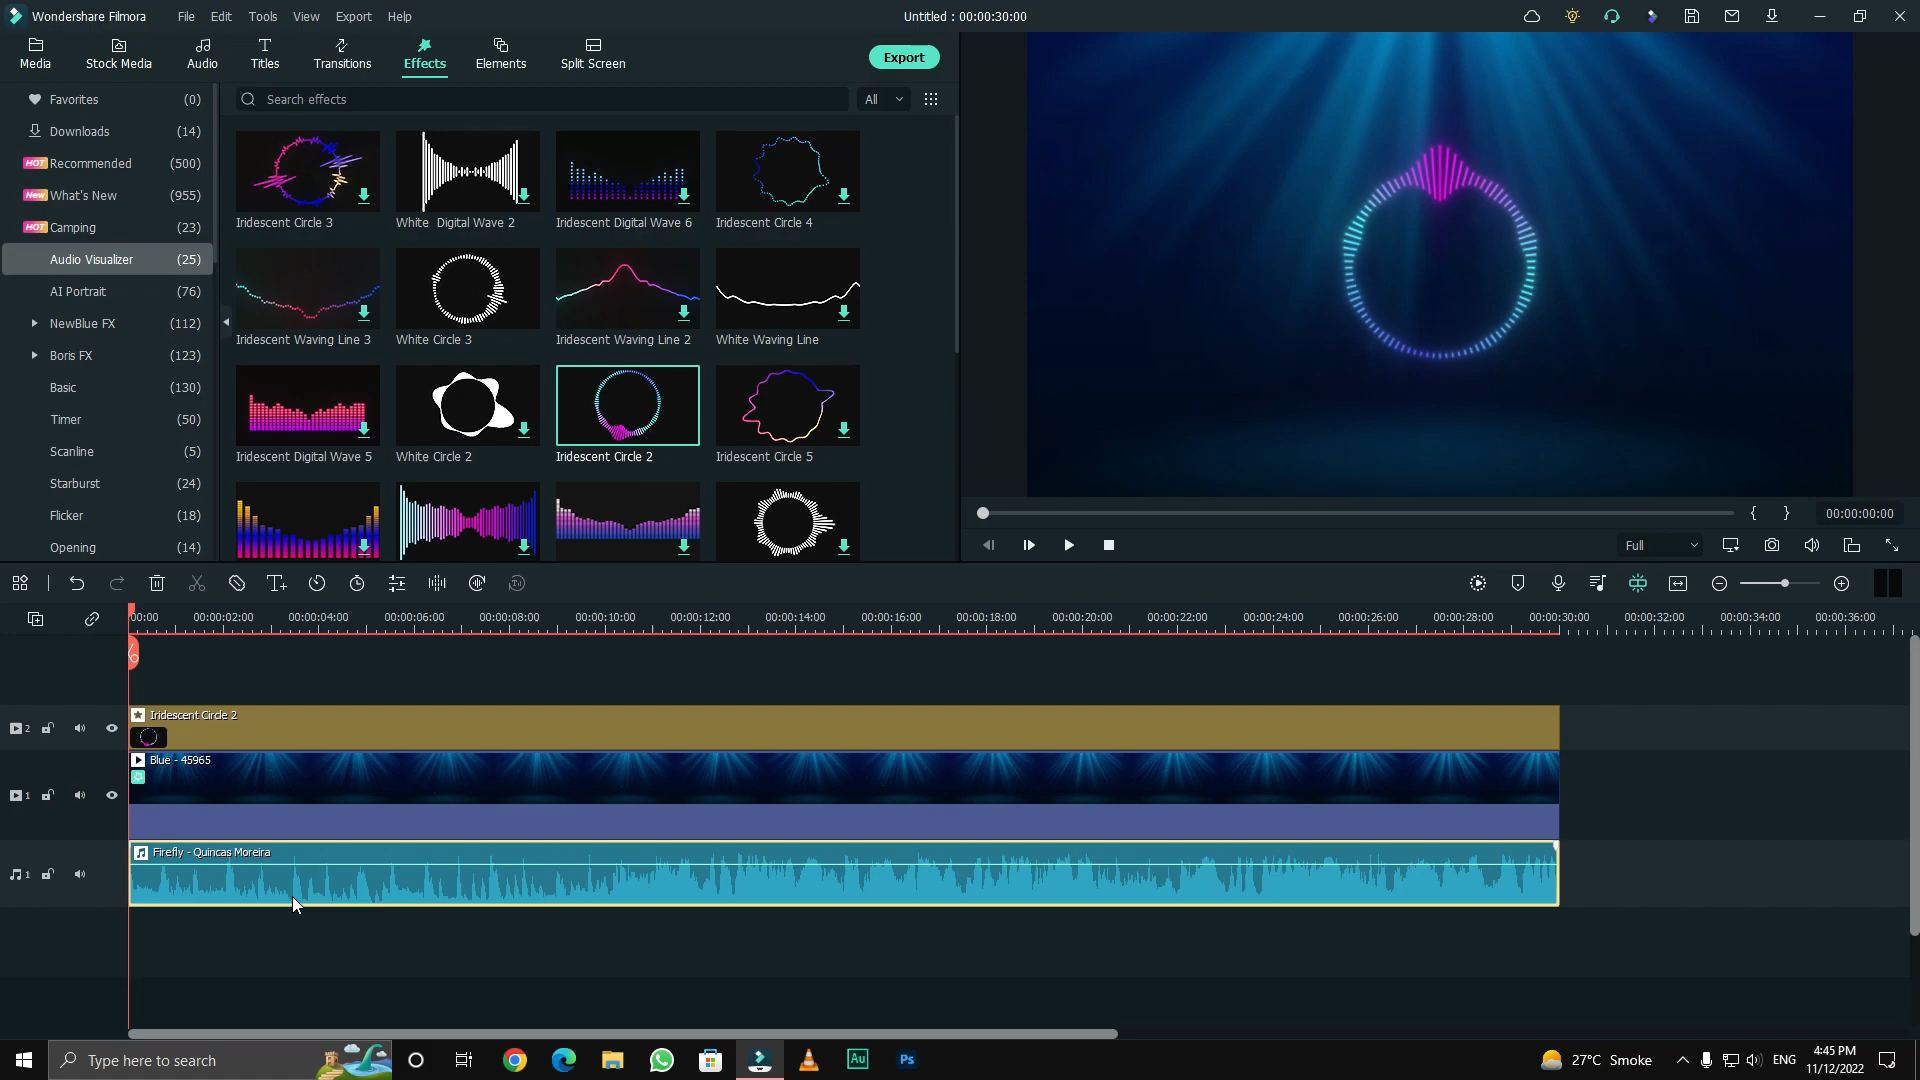 Wondershare Filmora File Edit Tools View Export Help Untitled : 00:00:30:00
Media Stock Media Audio Titles Transitions Effects Elements Split Screen Export
Favorites (0)
Downloads (14)
HOT Recommended (500)
New What's New (955)
HOT Camping (23)
Audio Visualizer (25)
AI Portrait (76)
NewBlue FX (112)
Boris FX (123)
Basic (130)
Timer (50)
Scanline (5)
Starburst (24)
Flicker (18)
Opening (14)
Search effects All
Iridescent Circle 3 White Digital Wave 2 Iridescent Digital Wave 6 Iridescent Circle 4
Iridescent Waving Line 3 White Circle 3 Iridescent Waving Line 2 White Waving Line
Iridescent Digital Wave 5 White Circle 2 Iridescent Circle 2 Iridescent Circle 5
{ } 00:00:00:00
Full
00:00 00:00:02:00 00:00:04:00 00:00:06:00 00:00:08:00 00:00:10:00 00:00:12:00 00:00:14:00 00:00:16:00 00:00:18:00 00:00:20:00 00:00:22:00 00:00:24:00 00:00:26:00 00:00:28:00 00:00:30:00 00:00:32:00 00:00:34:00 00:00:36:00
2 Iridescent Circle 2
1 Blue - 45965
1 Firefly - Quincas Moreira
Type here to search Au Ps 27°C Smoke ENG 4:45 PM
11/12/2022